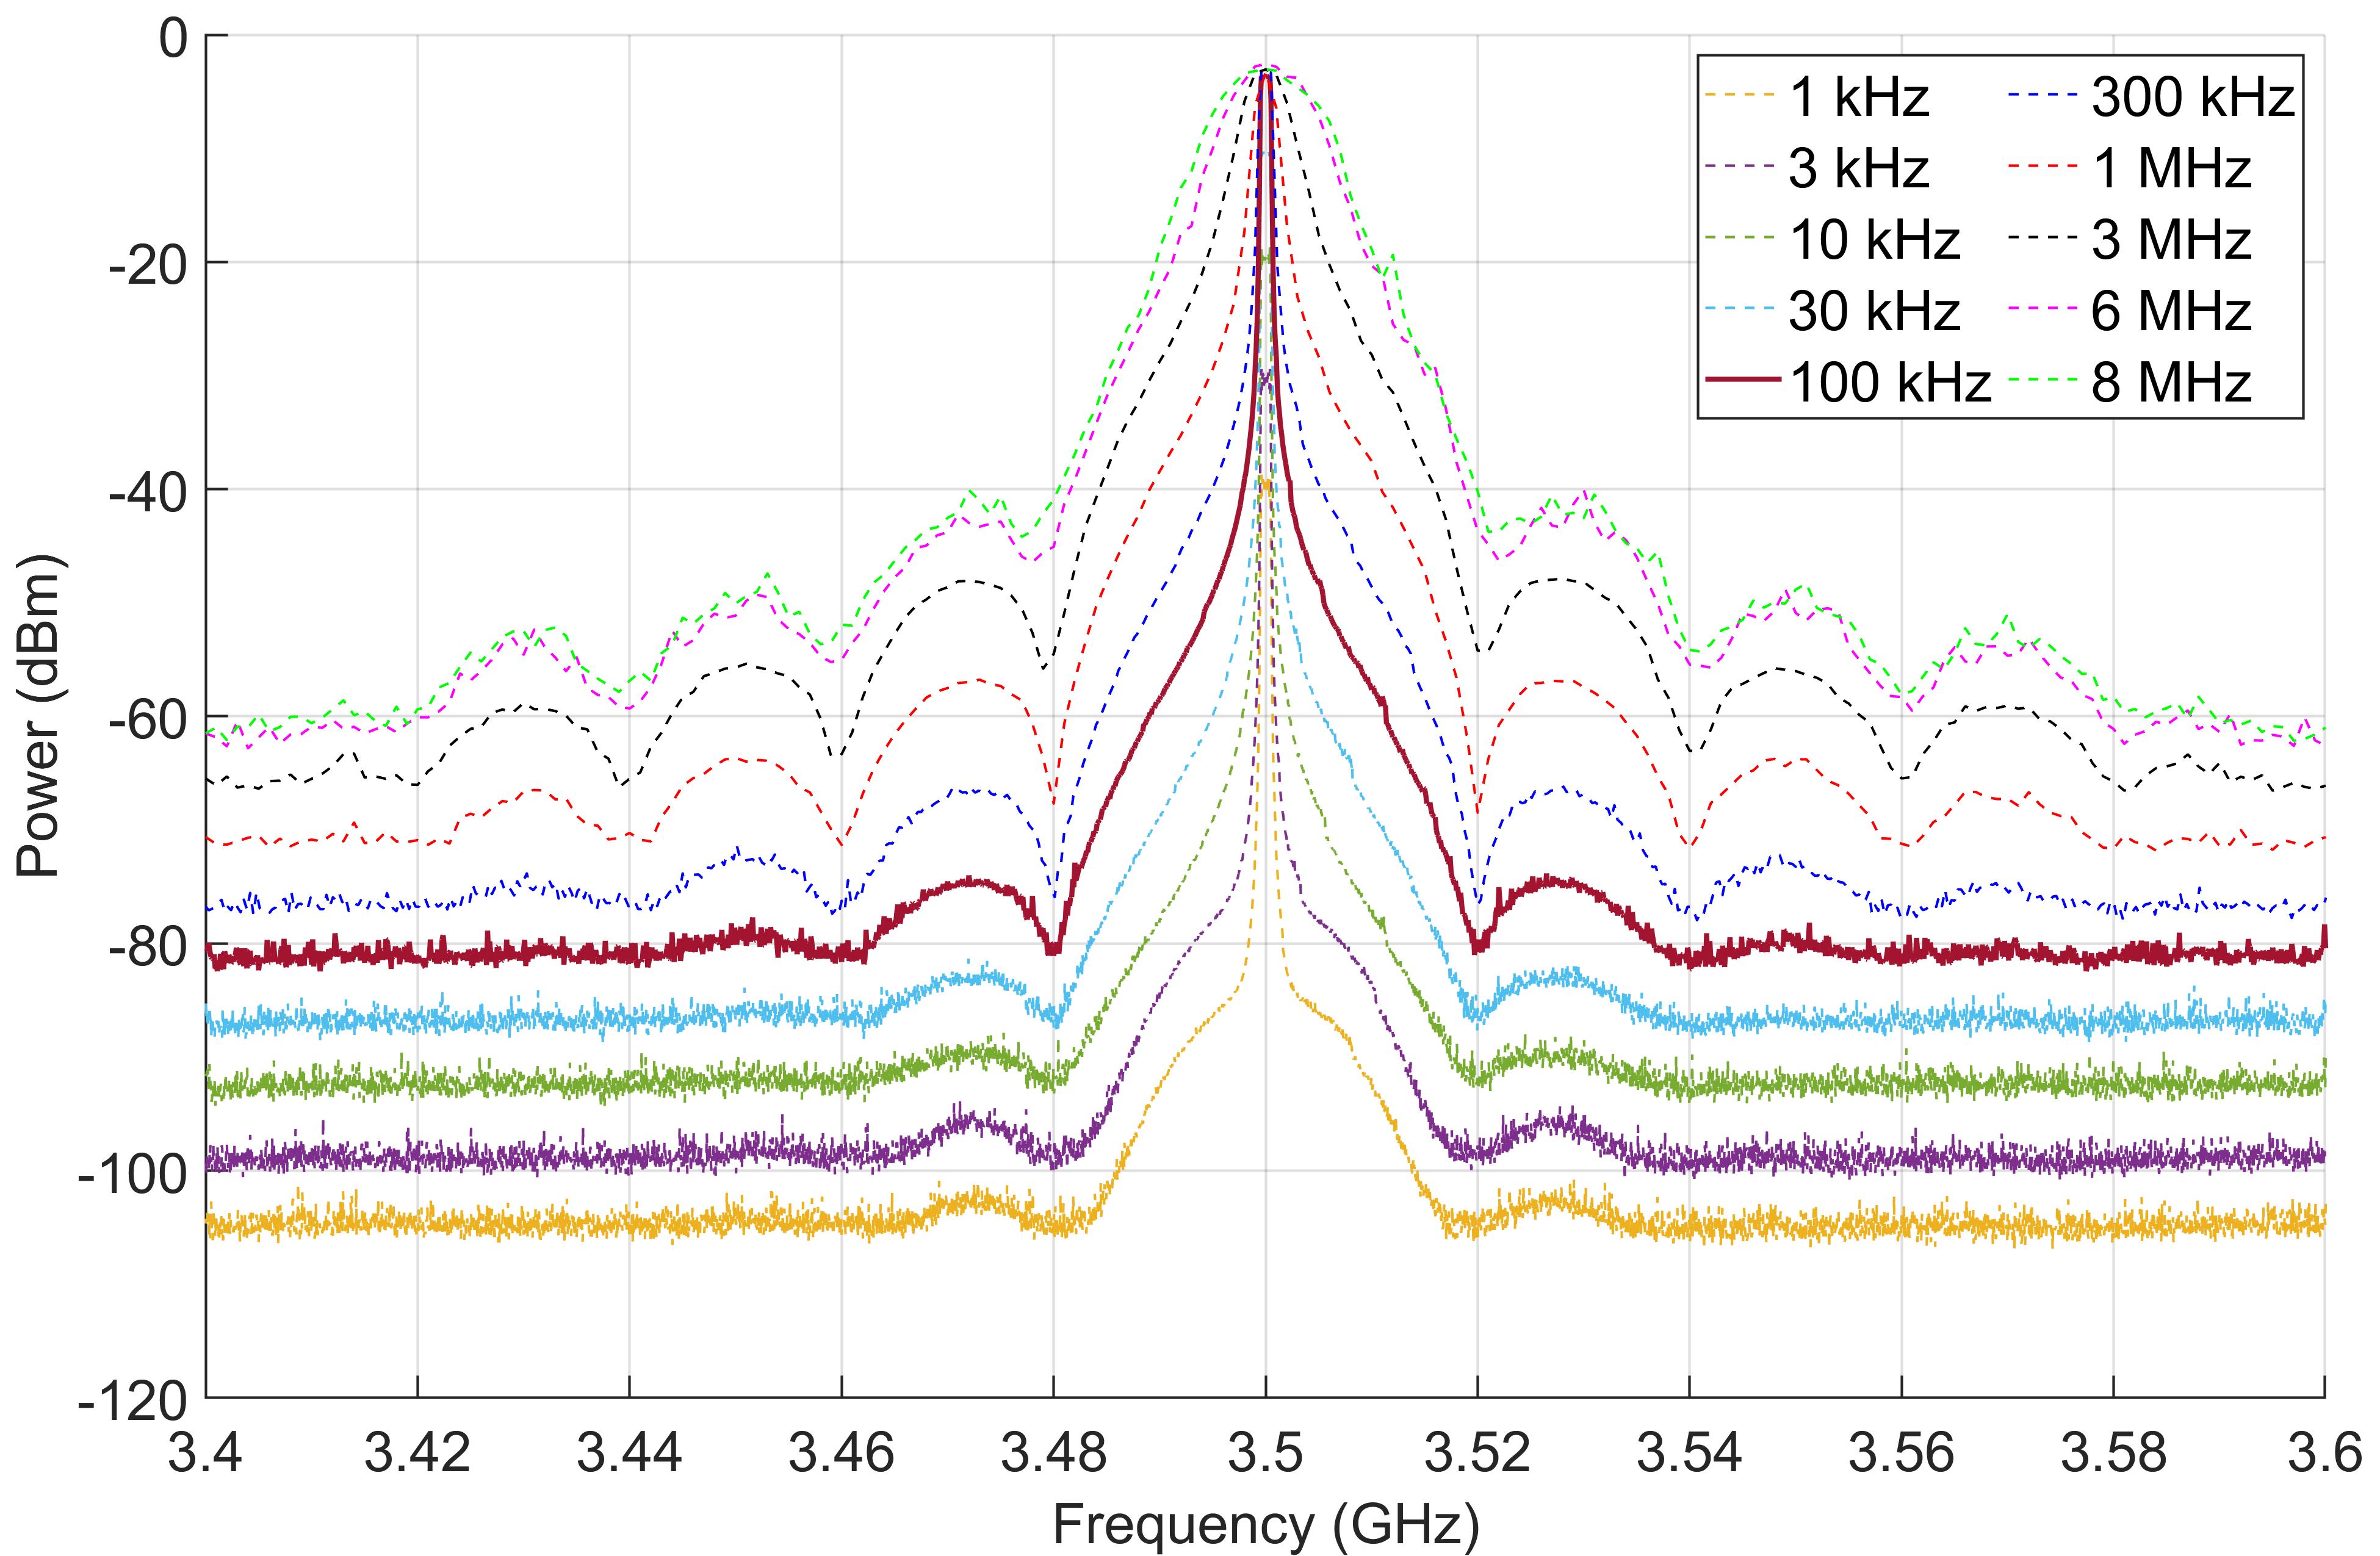 0
-20
-40
-60
-80
-100
-120
Power (dBm)
3.4 3.42 3.44 3.46 3.48 3.5 3.52 3.54 3.56 3.58 3.6
Frequency (GHz)
1 kHz 300 kHz
3 kHz 1 MHz
10 kHz 3 MHz
30 kHz 6 MHz
100 kHz 8 MHz